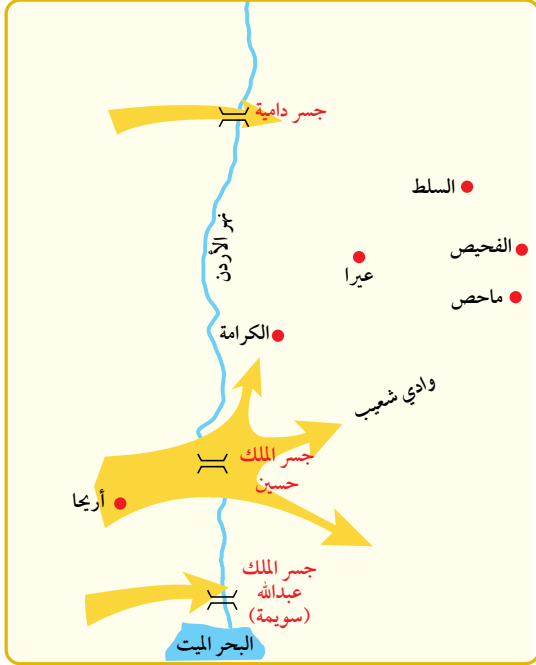 جسر دامية
السلط
نهر الأردن
الفحيص
عيرا
ماحص
الكرامة
وادي شعيب
جسر الملك
حسين
أريحا
جسر الملك
عبدالله
(سويمة)
البحر الميت